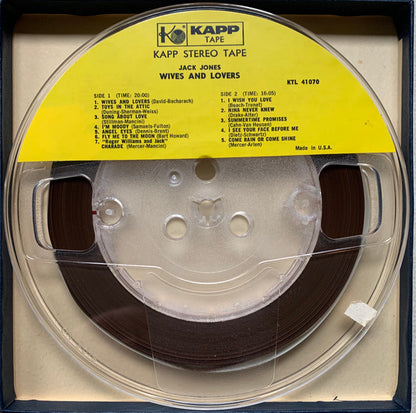 K KAPP
TAPE
KAPP STEREO TAPE
JACK JONES
WIVES AND LOVERS
KTL 41070
SIDE 1 (TIME: 20:00)
1. WIVES AND LOVERS (David-Bacharach)
2. TOYS IN THE ATTIC
(Duning-Sherman-Weiss)
3. SONG ABOUT LOVE
(Stillman-Mancini)
4. I'M MOODY (Samuels-Fulton)
5. ANGEL EYES (Dennis-Brent)
6. FLY ME TO THE MOON (Bart Howard)
7. "Roger Williams and Jack"
CHARADE (Mercer-Mancini)
SIDE 2 (TIME: 16:05)
1. I WISH YOU LOVE
(Beach-Trenet)
2. NINA NEVER KNEW
(Drake-Alter)
3. SUMMERTIME PROMISES
(Cahn-Van Heusen)
4. I SEE YOUR FACE BEFORE ME
(Dietz-Schwartz)
5. COME RAIN OR COME SHINE
(Mercer-Arlen)
Made in U.S.A.